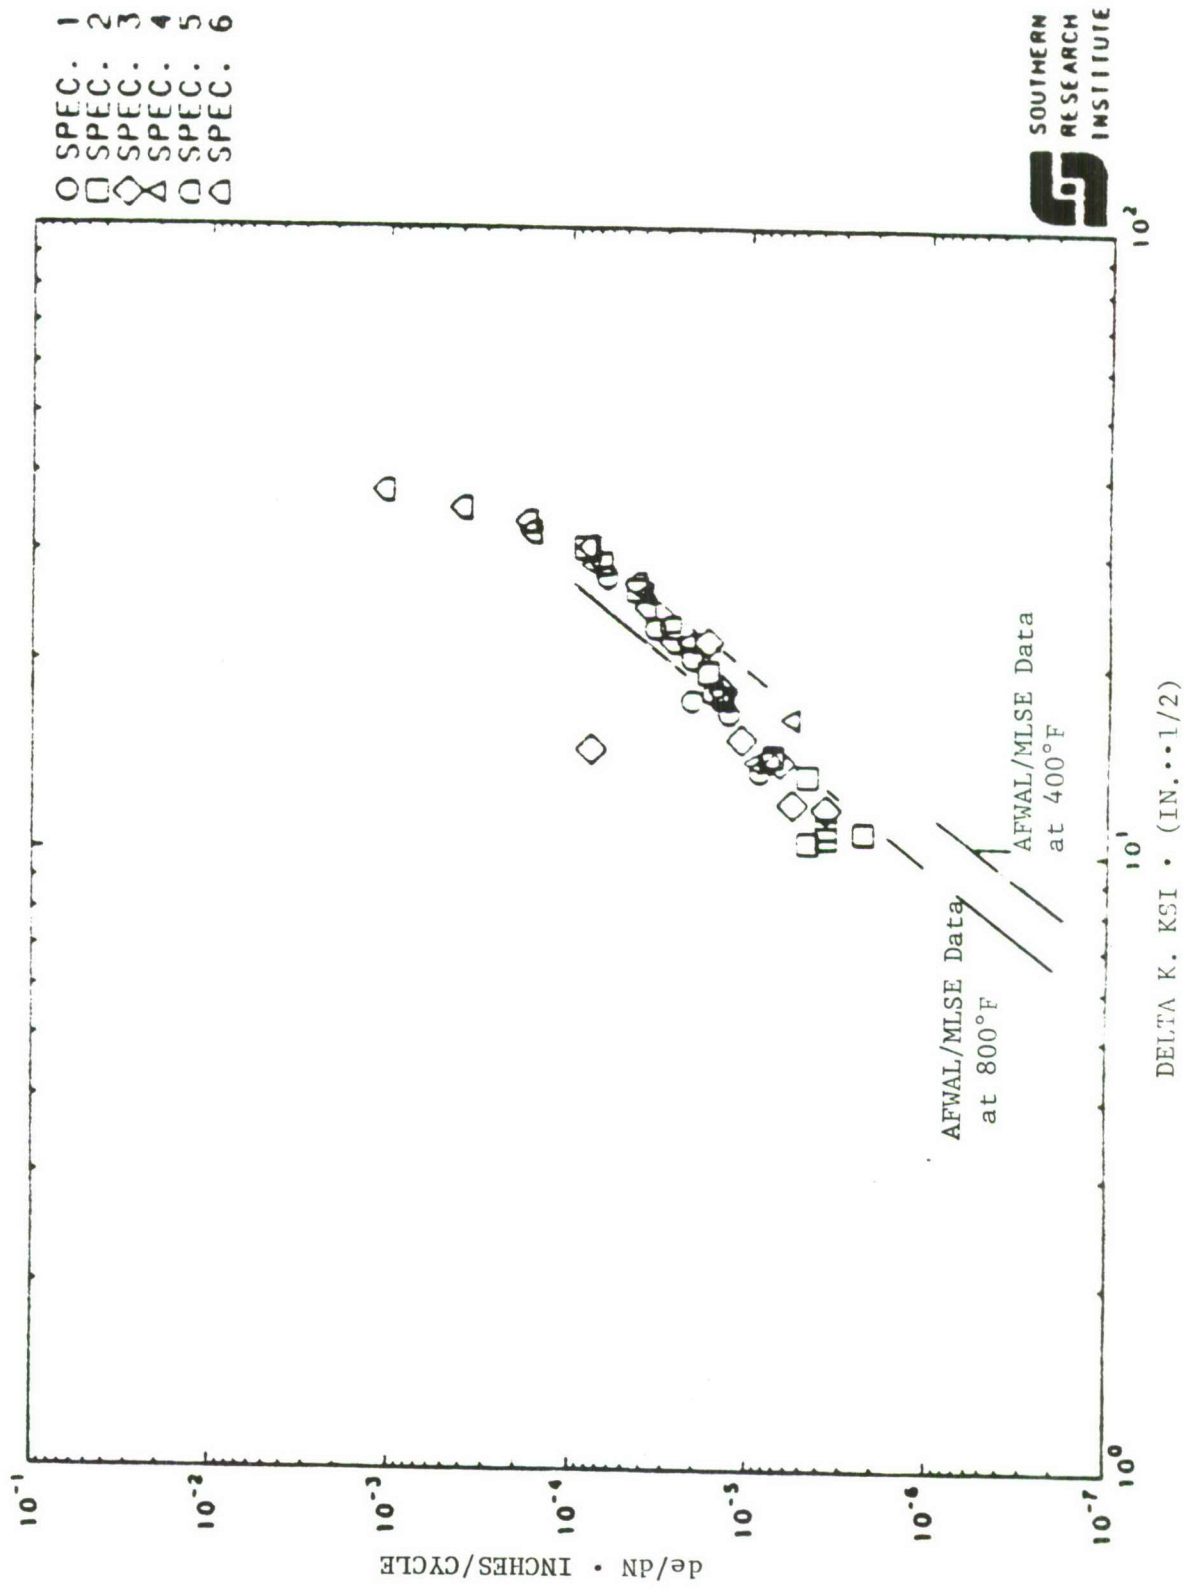 SPEC. 1
SPEC. 2
SPEC. 3
SPEC. 4
SPEC. 5
SPEC. 6
SOUTHERN
RESEARCH
INSTITUTE
10⁻¹
10⁻²
10⁻³
10⁻⁴
10⁻⁵
10⁻⁶
10⁻⁷
de/dN • INCHES/CYCLE
AFWAL/MLSE Data
at 800°F
AFWAL/MLSE Data
at 400°F
10⁰
10¹
10²
DELTA K. KSI • (IN.••1/2)